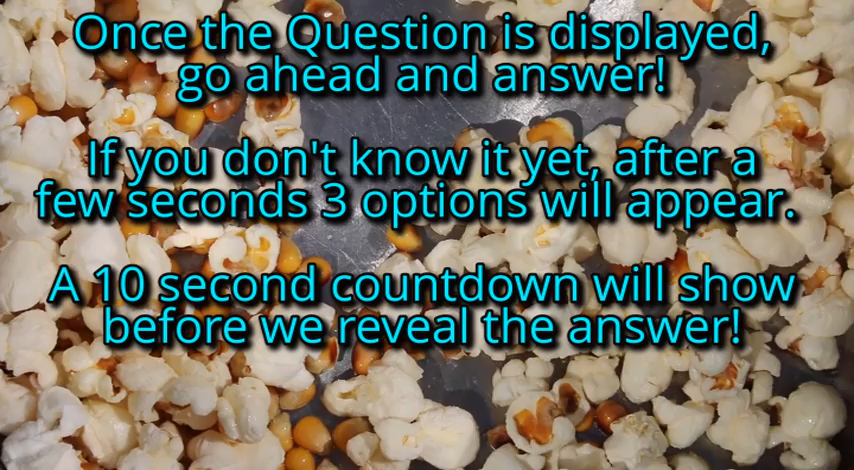 Once the Question is displayed,
go ahead and answer!
If you don't know it yet, after a
few seconds 3 options will appear.
A 10 second countdown will show
before we reveal the answer!